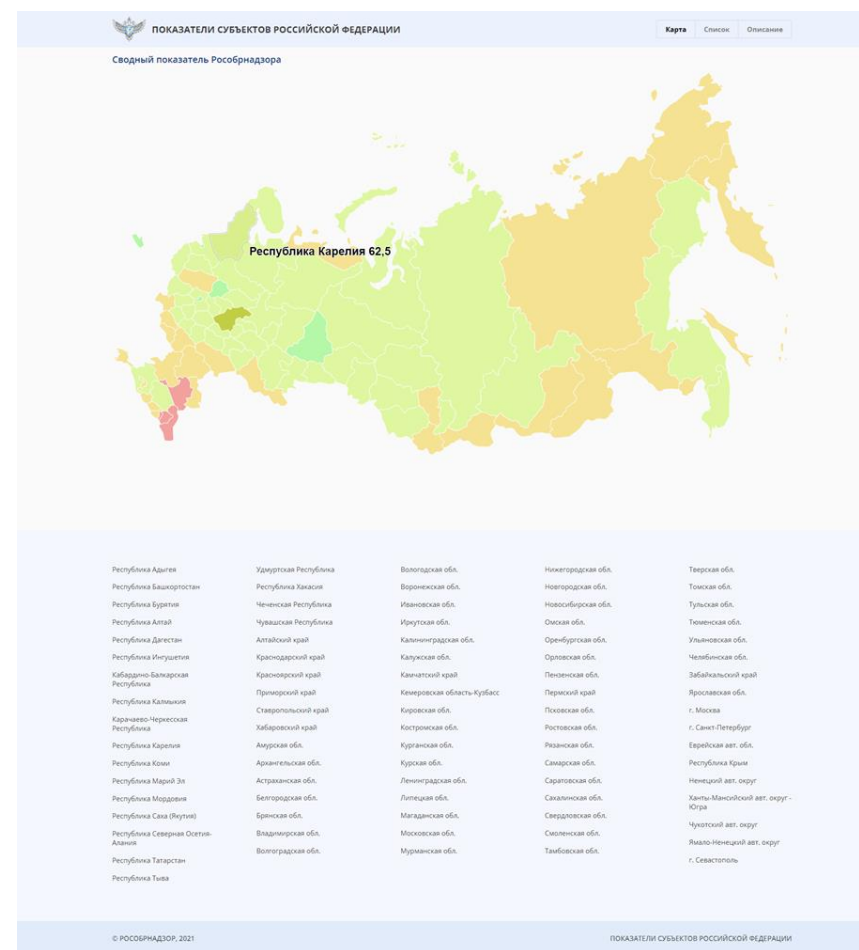 ПОКАЗАТЕЛИ СУБЪЕКТОВ РОССИЙСКОЙ ФЕДЕРАЦИИ
Карта Список Описание
Сводный показатель Рособрнадзора
Республика Карелия 62,5
Республика Адыгея
Республика Башкортостан
Республика Бурятия
Республика Алтай
Республика Дагестан
Республика Ингушетия
Кабардино-Балкарская
Республика
Республика Калмыкия
Карачаево-Черкесская
Республика
Республика Карелия
Республика Коми
Республика Марий Эл
Республика Мордовия
Республика Саха (Якутия)
Республика Северная Осетия-
Алания
Республика Татарстан
Республика Тыва
Удмуртская Республика
Республика Хакасия
Чеченская Республика
Чувашская Республика
Алтайский край
Краснодарский край
Красноярский край
Приморский край
Ставропольский край
Хабаровский край
Амурская обл.
Архангельская обл.
Астраханская обл.
Белгородская обл.
Брянская обл.
Владимирская обл.
Волгоградская обл.
Вологодская обл.
Воронежская обл.
Ивановская обл.
Иркутская обл.
Калининградская обл.
Калужская обл.
Камчатский край
Кемеровская область-Кузбасс
Кировская обл.
Костромская обл.
Курганская обл.
Курская обл.
Ленинградская обл.
Липецкая обл.
Магаданская обл.
Московская обл.
Мурманская обл.
Нижегородская обл.
Новгородская обл.
Новосибирская обл.
Омская обл.
Оренбургская обл.
Орловская обл.
Пензенская обл.
Пермский край
Псковская обл.
Ростовская обл.
Рязанская обл.
Самарская обл.
Саратовская обл.
Сахалинская обл.
Свердловская обл.
Смоленская обл.
Тамбовская обл.
Тверская обл.
Томская обл.
Тульская обл.
Тюменская обл.
Ульяновская обл.
Челябинская обл.
Забайкальский край
Ярославская обл.
г. Москва
г. Санкт-Петербург
Еврейская авт. обл.
Республика Крым
Ненецкий авт. округ
Ханты-Мансийский авт. округ -
Югра
Чукотский авт. округ
Ямало-Ненецкий авт. округ
г. Севастополь
© РОСОБРНАДЗОР, 2021
ПОКАЗАТЕЛИ СУБЪЕКТОВ РОССИЙСКОЙ ФЕДЕРАЦИИ